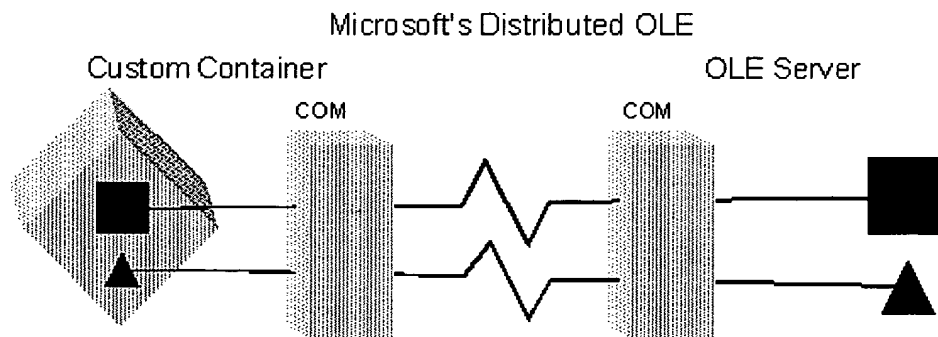 Microsoft's Distributed OLE
Custom Container
OLE Server
COM
COM